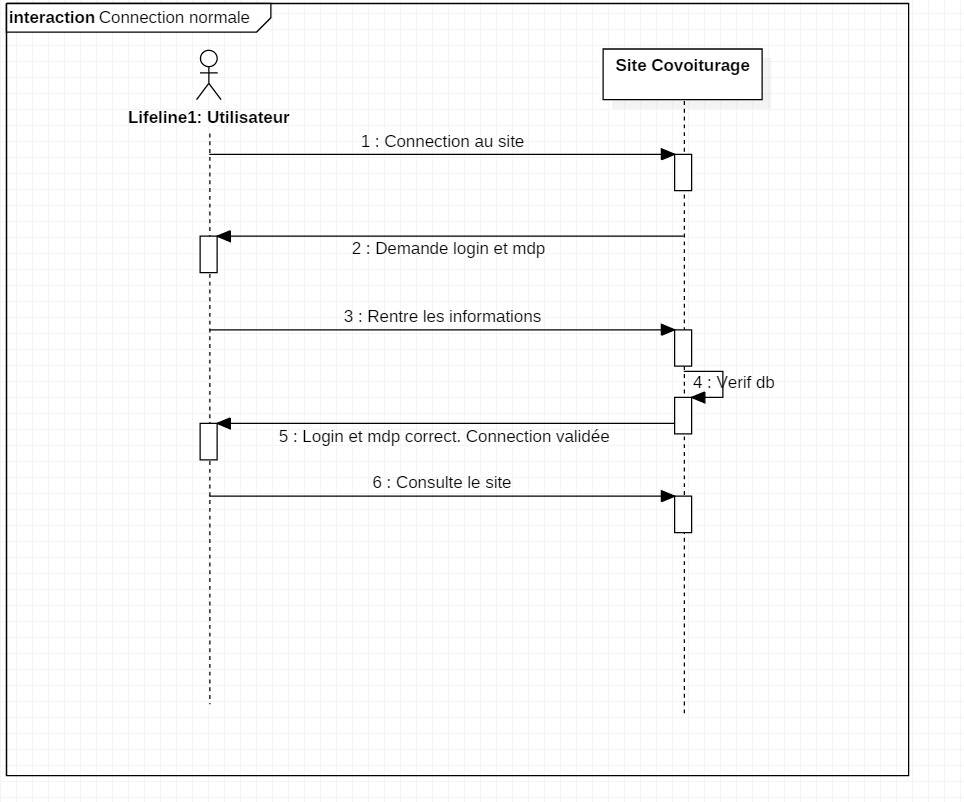 interaction Connection normale
Site Covoiturage
Lifeline1: Utilisateur
1 : Connection au site
2 : Demande login et mdp
3 : Rentre les informations
4 : Verif db
5 : Login et mdp correct. Connection validée
6 : Consulte le site